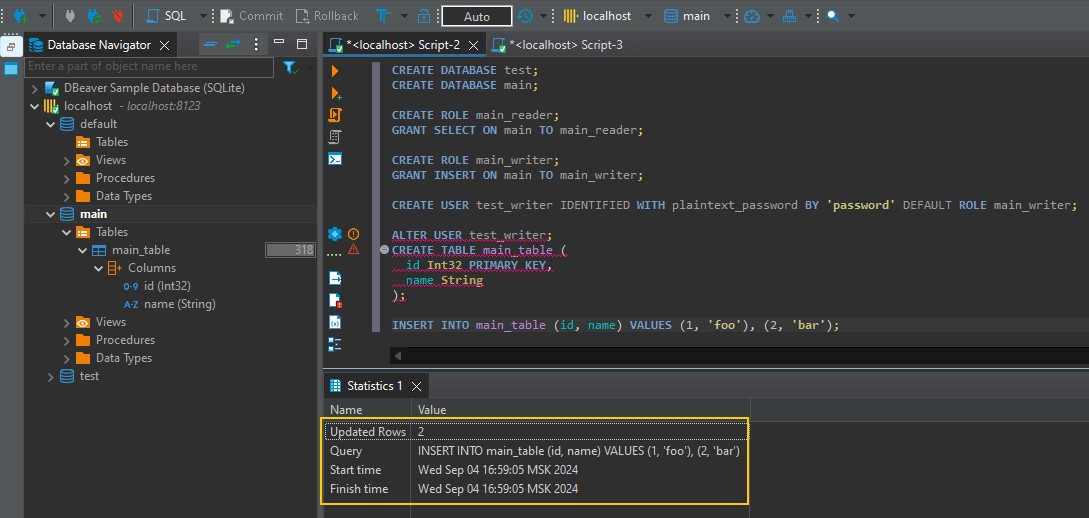 SQL
Commit
Rollback
Auto
localhost
main
Database Navigator
Enter a part of object name here
DBeaver Sample Database (SQLite)
localhost - localhost:8123
default
Tables
Views
Procedures
Data Types
main
Tables
main_table
318
Columns
0-9 id (Int32)
A-Z name (String)
Views
Procedures
Data Types
test
*<localhost> Script-2
*<localhost> Script-3
CREATE DATABASE test;
CREATE DATABASE main;
CREATE ROLE main_reader;
GRANT SELECT ON main TO main_reader;
CREATE ROLE main_writer;
GRANT INSERT ON main TO main_writer;
CREATE USER test_writer IDENTIFIED WITH plaintext_password BY 'password' DEFAULT ROLE main_writer;
ALTER USER test_writer;
CREATE TABLE main_table (
id Int32 PRIMARY KEY,
name String
);
INSERT INTO main_table (id, name) VALUES (1, 'foo'), (2, 'bar');
Statistics 1
Name Value
Updated Rows 2
Query INSERT INTO main_table (id, name) VALUES (1, 'foo'), (2, 'bar')
Start time Wed Sep 04 16:59:05 MSK 2024
Finish time Wed Sep 04 16:59:05 MSK 2024